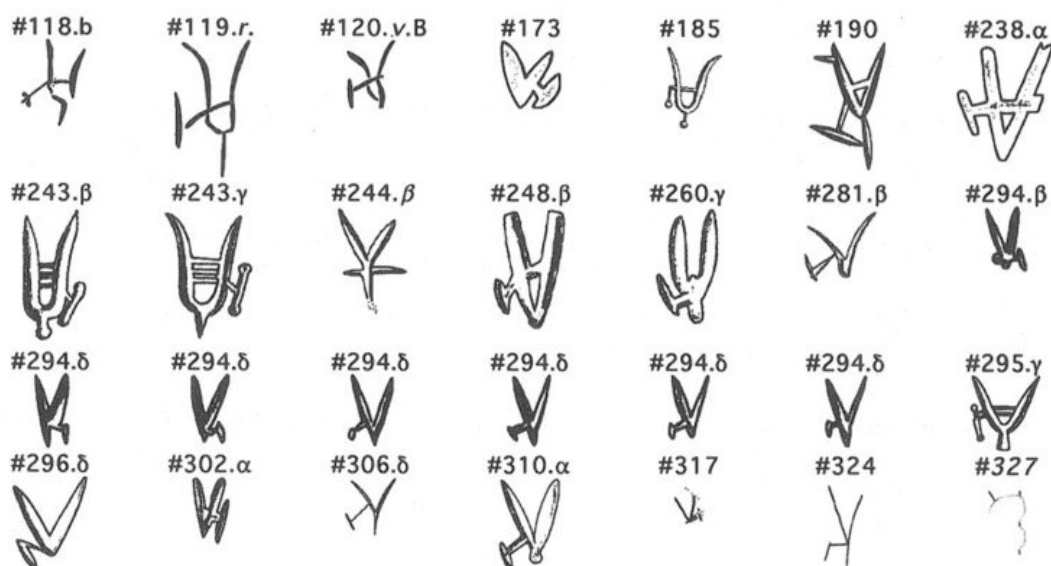 #118.b #119.r. #120.v.B #173 #185 #190 #238.α
#243.β #243.γ #244.β #248.β #260.γ #281.β #294.β
#294.δ #294.δ #294.δ #294.δ #294.δ #294.δ #295.γ
#296.δ #302.α #306.δ #310.α #317 #324 #327